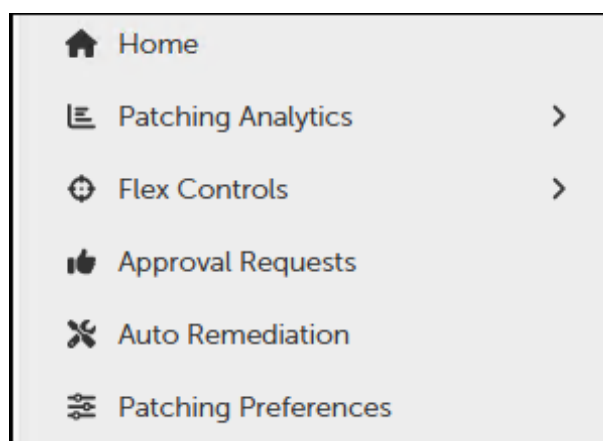 Home
Patching Analytics
Flex Controls
Approval Requests
Auto Remediation
Patching Preferences